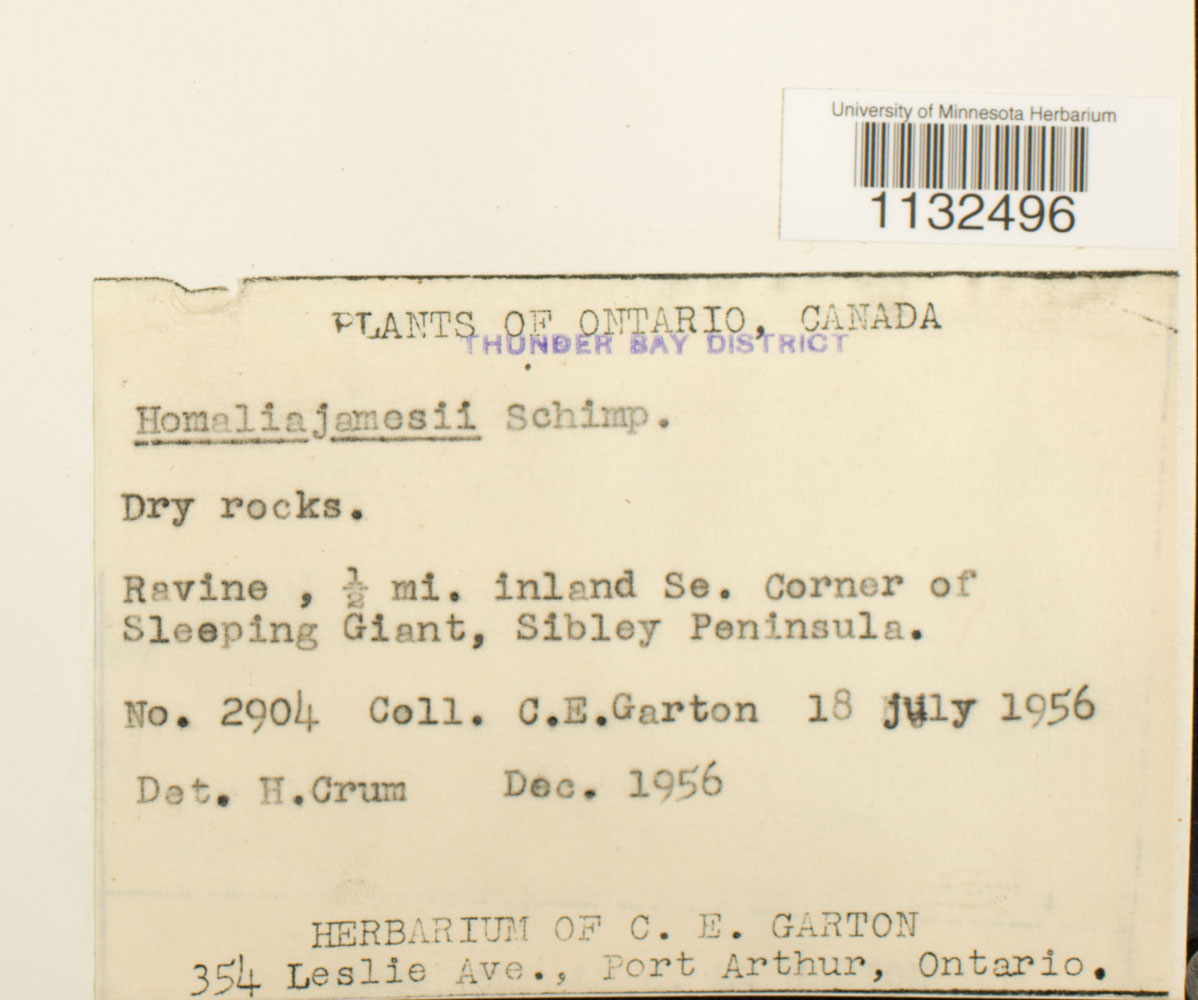 University of Minnesota Herbarium
1132496
PLANTS OF ONTARIO, CANADA
THUNDER BAY DISTRICT
Homaliajamesii Schimp.
Dry rocks.
Ravine , ½ mi. inland Se. Corner of
Sleeping Giant, Sibley Peninsula.
No. 2904 Coll. C.E.Garton 18 july 1956
Det. H.Crum Dec. 1956
HERBARIUM OF C. E. GARTON
354 Leslie Ave., Port Arthur, Ontario.